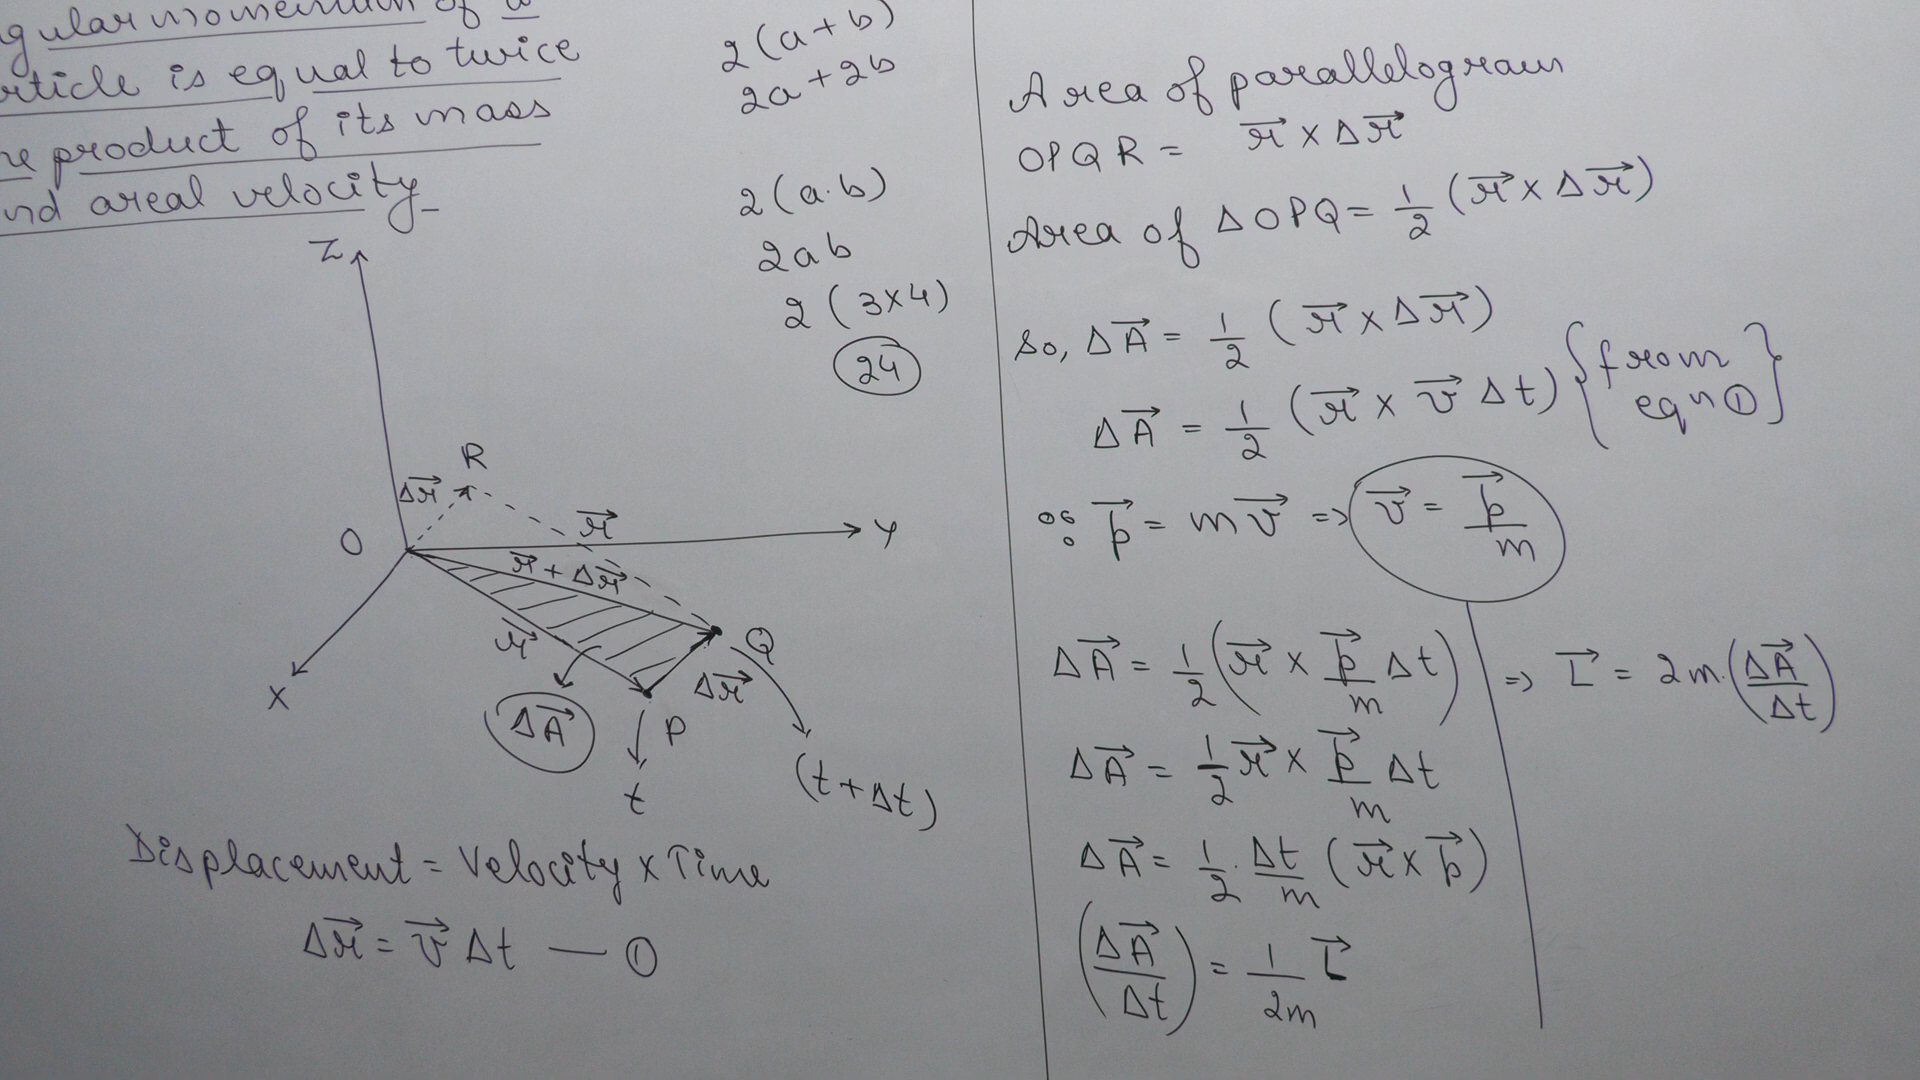 gular momentum of a
rticle is equal to twice
he product of its mass
nd areal velocity
2(a+b)
2a+2b
2(a.b)
2ab
2(3×4)
24
Z
R
Δr⃗
O
r⃗
Y
r⃗+Δr⃗
r⃗
Q
X
Δr⃗
ΔA⃗
P
t
(t+Δt)
Displacement = Velocity × Time
Δr⃗ = v⃗ Δt — ①
Area of parallelogram
OPQR = r⃗ × Δr⃗
Area of ΔOPQ = 1/2 (r⃗ × Δr⃗)
So, ΔA⃗ = 1/2 (r⃗ × Δr⃗)
ΔA⃗ = 1/2 (r⃗ × v⃗ Δt) {from eqn ①}
∵ p⃗ = mv⃗ => v⃗ = p⃗/m
ΔA⃗ = 1/2 (r⃗ × p⃗/m Δt)
ΔA⃗ = 1/2 r⃗ × p⃗/m Δt
ΔA⃗ = 1/2 . Δt/m (r⃗ × p⃗)
(ΔA⃗/Δt) = 1/2m L⃗
=> L⃗ = 2m.(ΔA⃗/Δt)